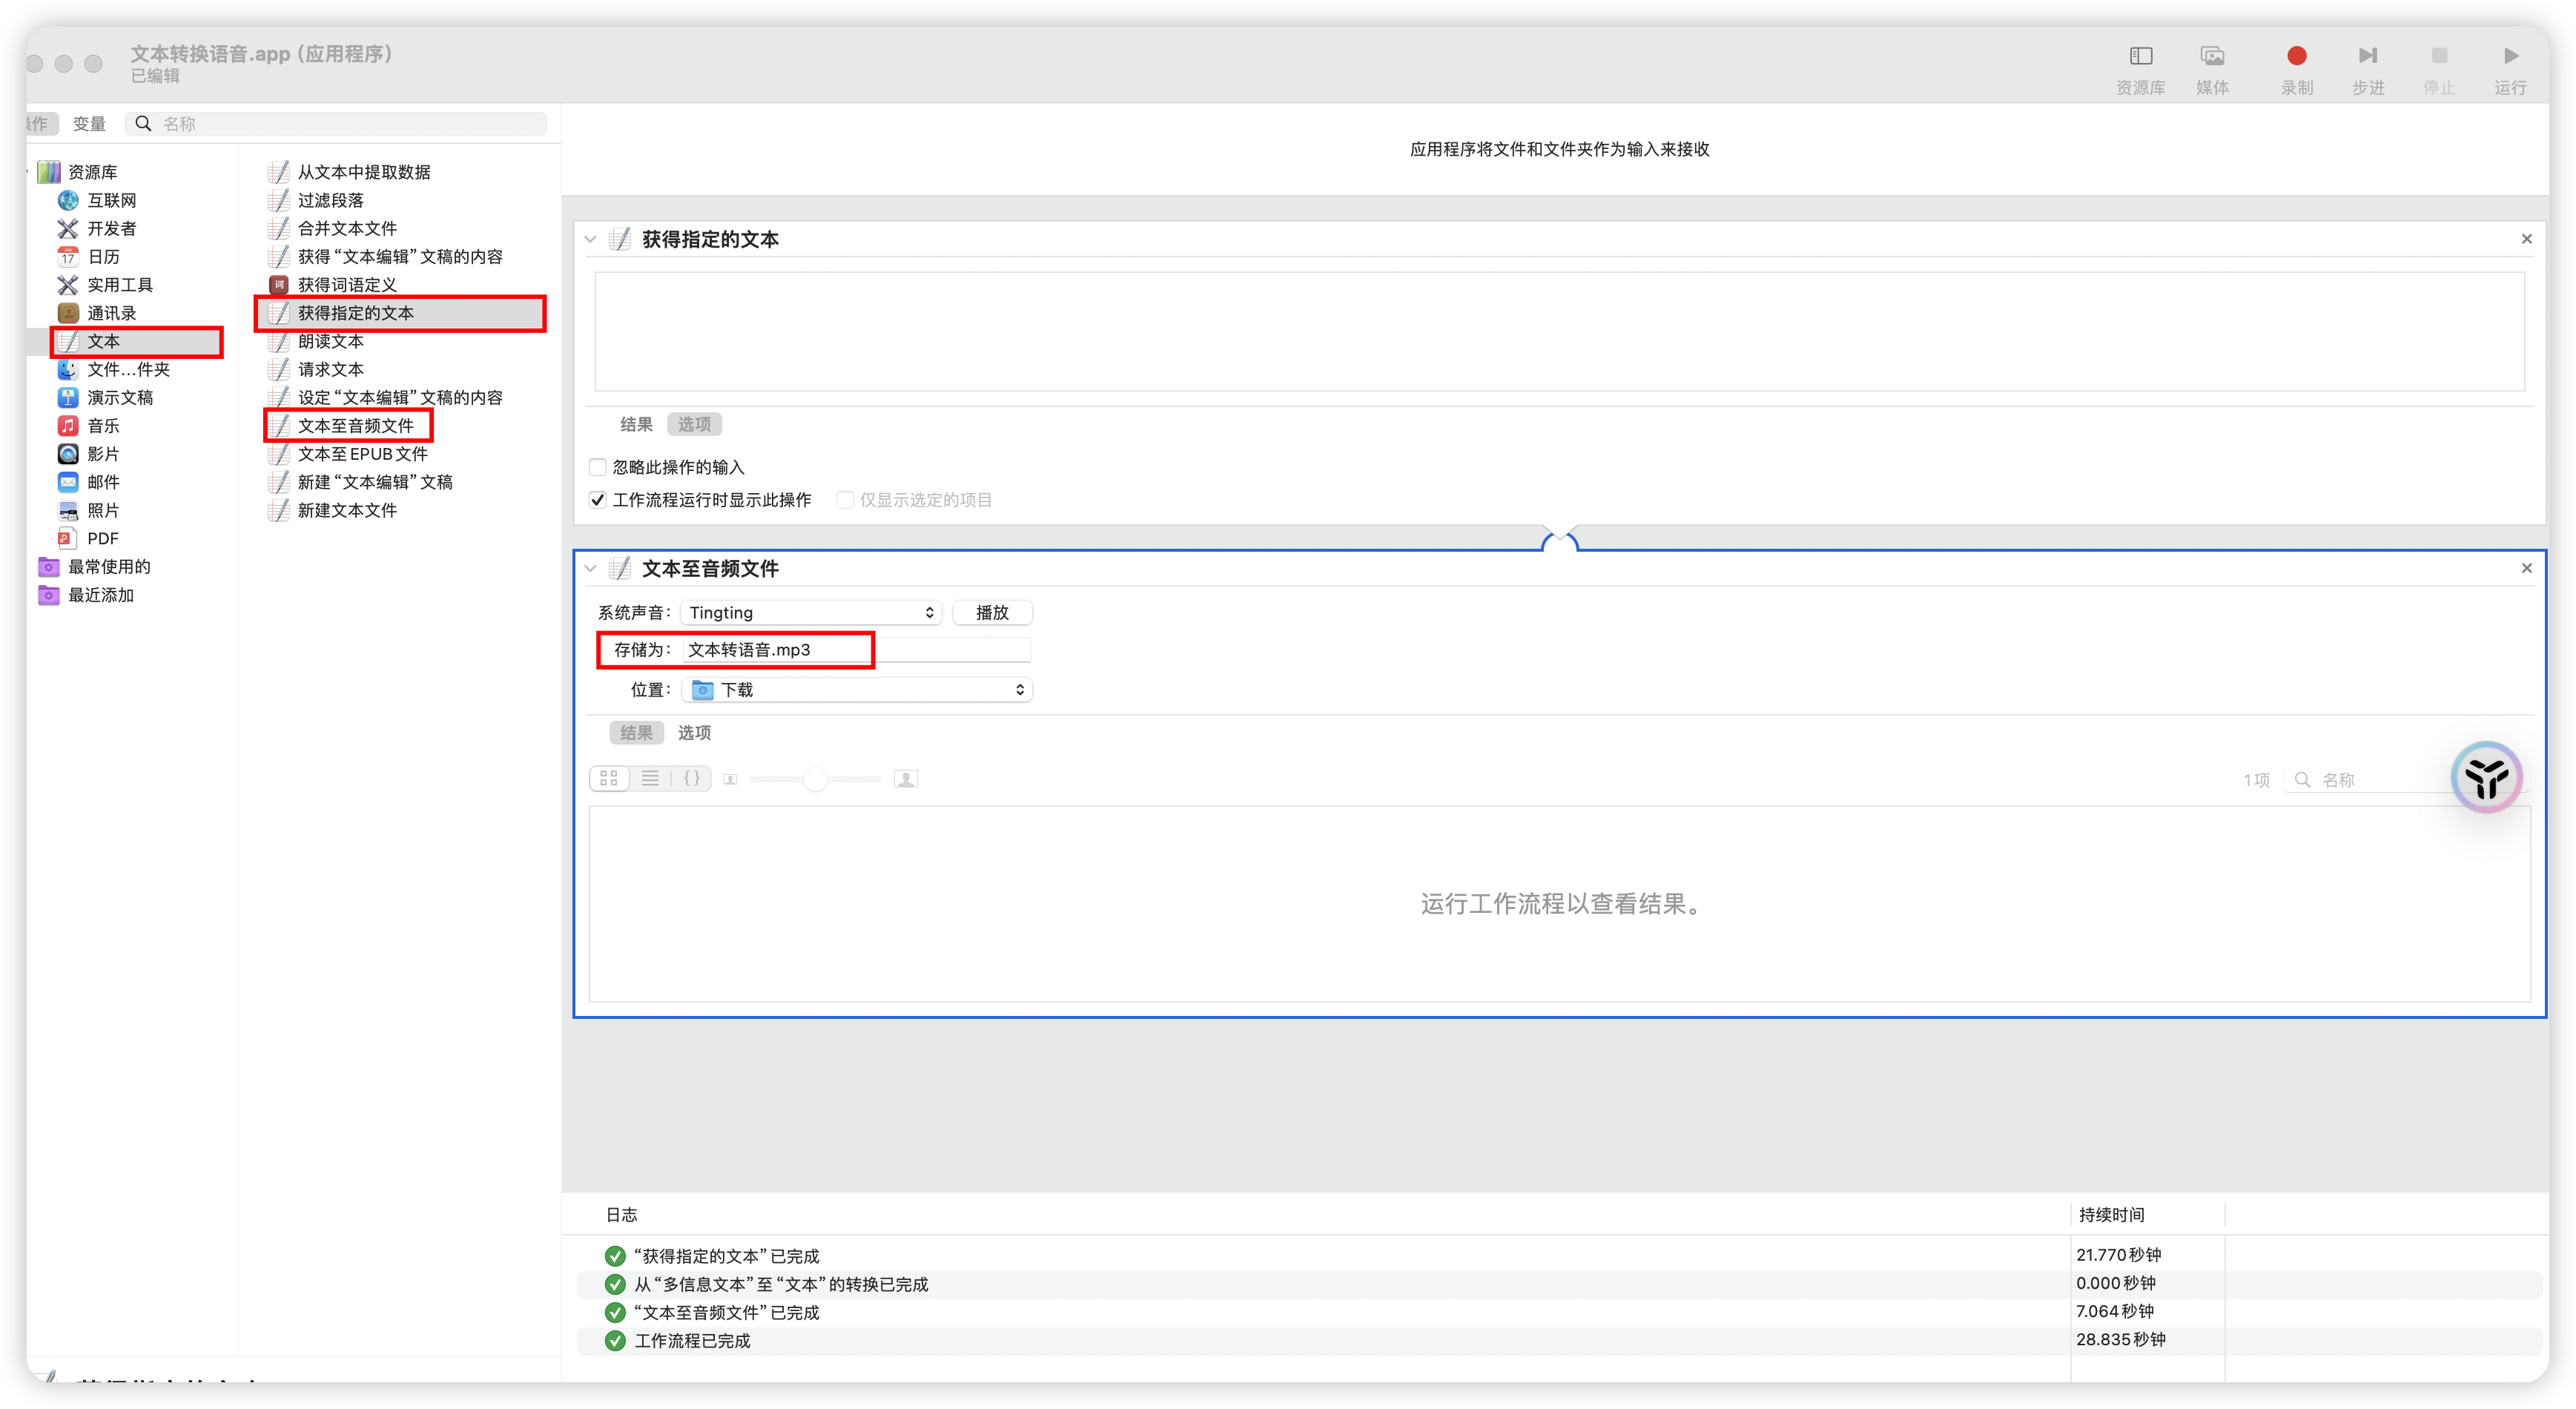 文本转换语音.app（应用程序）
已编辑
资源库
媒体
录制
步进
停止
运行
操作
变量
名称
资源库
互联网
开发者
日历
实用工具
通讯录
文本
文件...件夹
演示文稿
音乐
影片
邮件
照片
PDF
最常使用的
最近添加
从文本中提取数据
过滤段落
合并文本文件
获得“文本编辑”文稿的内容
获得词语定义
获得指定的文本
朗读文本
请求文本
设定“文本编辑”文稿的内容
文本至音频文件
文本至EPUB文件
新建“文本编辑”文稿
新建文本文件
应用程序将文件和文件夹作为输入来接收
获得指定的文本
结果 选项
忽略此操作的输入
工作流程运行时显示此操作 仅显示选定的项目
文本至音频文件
系统声音： Tingting 播放
存储为： 文本转语音.mp3
位置： 下载
结果 选项
1项 名称
运行工作流程以查看结果。
日志 持续时间
“获得指定的文本”已完成 21.770秒钟
从“多信息文本”至“文本”的转换已完成 0.000秒钟
“文本至音频文件”已完成 7.064秒钟
工作流程已完成 28.835秒钟